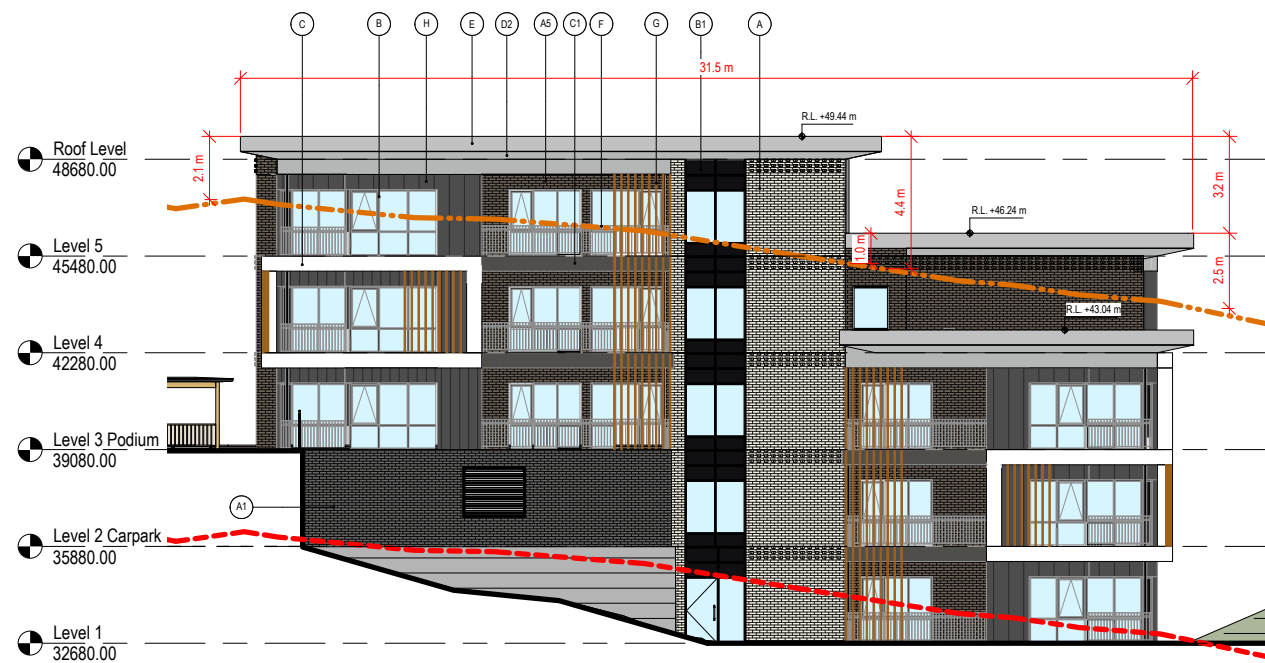 C B H E D2 A5 C1 F G B1 A
31.5 m
R.L. +49.44 m
Roof Level
48680.00
2.1 m
4.4 m
3.2 m
R.L. +46.24 m
1.0 m
Level 5
45480.00
2.5 m
R.L. +43.04 m
Level 4
42280.00
Level 3 Podium
39080.00
A1
Level 2 Carpark
35880.00
Level 1
32680.00